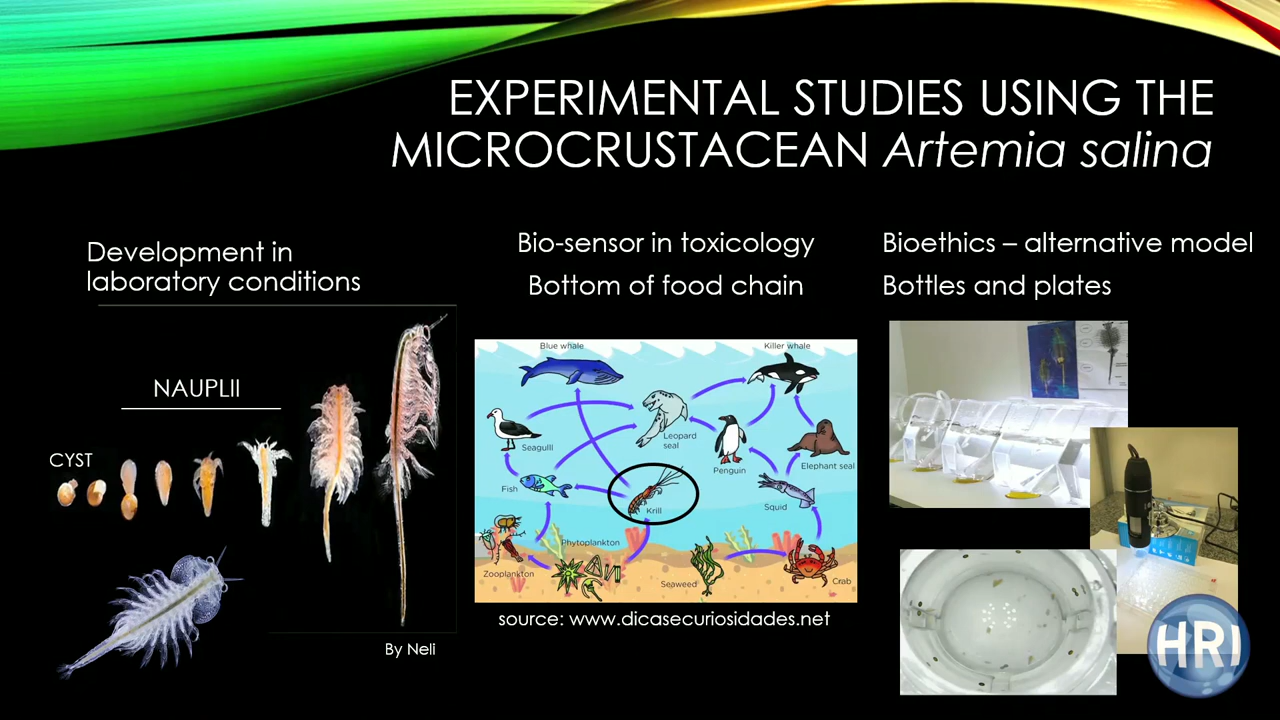 EXPERIMENTAL STUDIES USING THE
MICROCRUSTACEAN Artemia salina
Development in
laboratory conditions
NAUPLII
CYST
By Neli
Bio-sensor in toxicology
Bottom of food chain
Blue whale
Killer whale
Seagulll
Leopard
seal
Penguin
Elephant seal
Fish
Krill
Squid
Phytoplankton
Zooplankton
Seaweed
Crab
source: www.dicasecuriosidades.net
Bioethics – alternative model
Bottles and plates
HRI